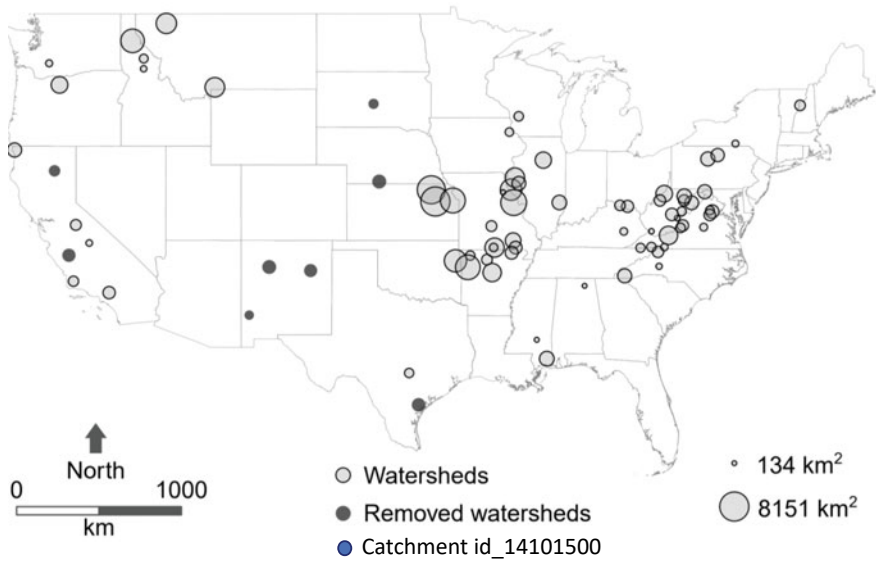 North
0 1000
km
Watersheds
Removed watersheds
Catchment id_14101500
134 km²
8151 km²